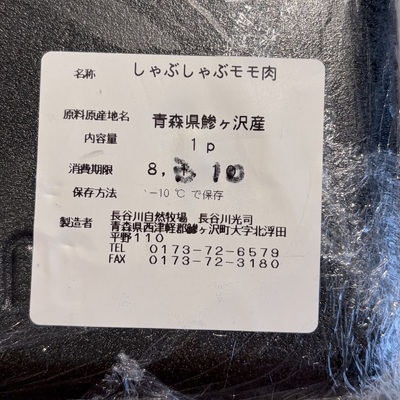 名称 しゃぶしゃぶモモ肉
原料原産地名 青森県鰺ヶ沢産
内容量 1p
消費期限 8, 10
保存方法 -10℃で保存
製造者 長谷川自然牧場 長谷川光司
青森県西津軽郡鰺ヶ沢町大字北浮田
平野110
TEL 0173-72-6579
FAX 0173-72-3180